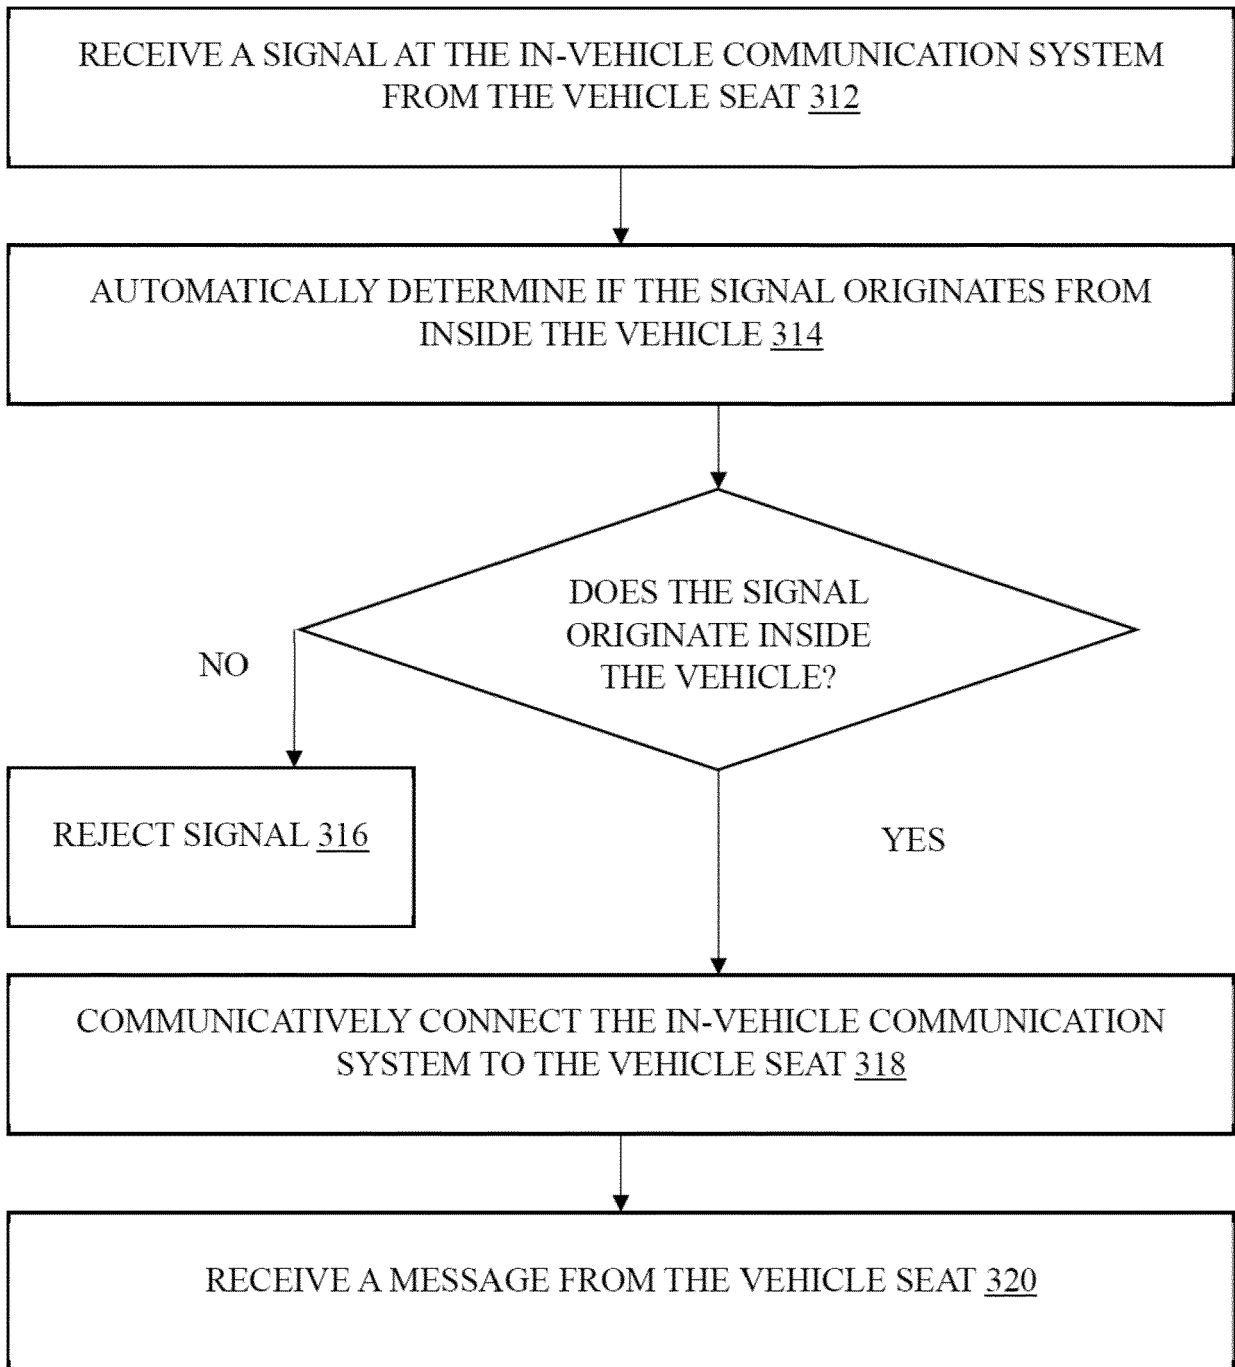 RECEIVE A SIGNAL AT THE IN-VEHICLE COMMUNICATION SYSTEM
FROM THE VEHICLE SEAT 312
AUTOMATICALLY DETERMINE IF THE SIGNAL ORIGINATES FROM
INSIDE THE VEHICLE 314
DOES THE SIGNAL
ORIGINATE INSIDE
THE VEHICLE?
NO
REJECT SIGNAL 316
YES
COMMUNICATIVELY CONNECT THE IN-VEHICLE COMMUNICATION
SYSTEM TO THE VEHICLE SEAT 318
RECEIVE A MESSAGE FROM THE VEHICLE SEAT 320